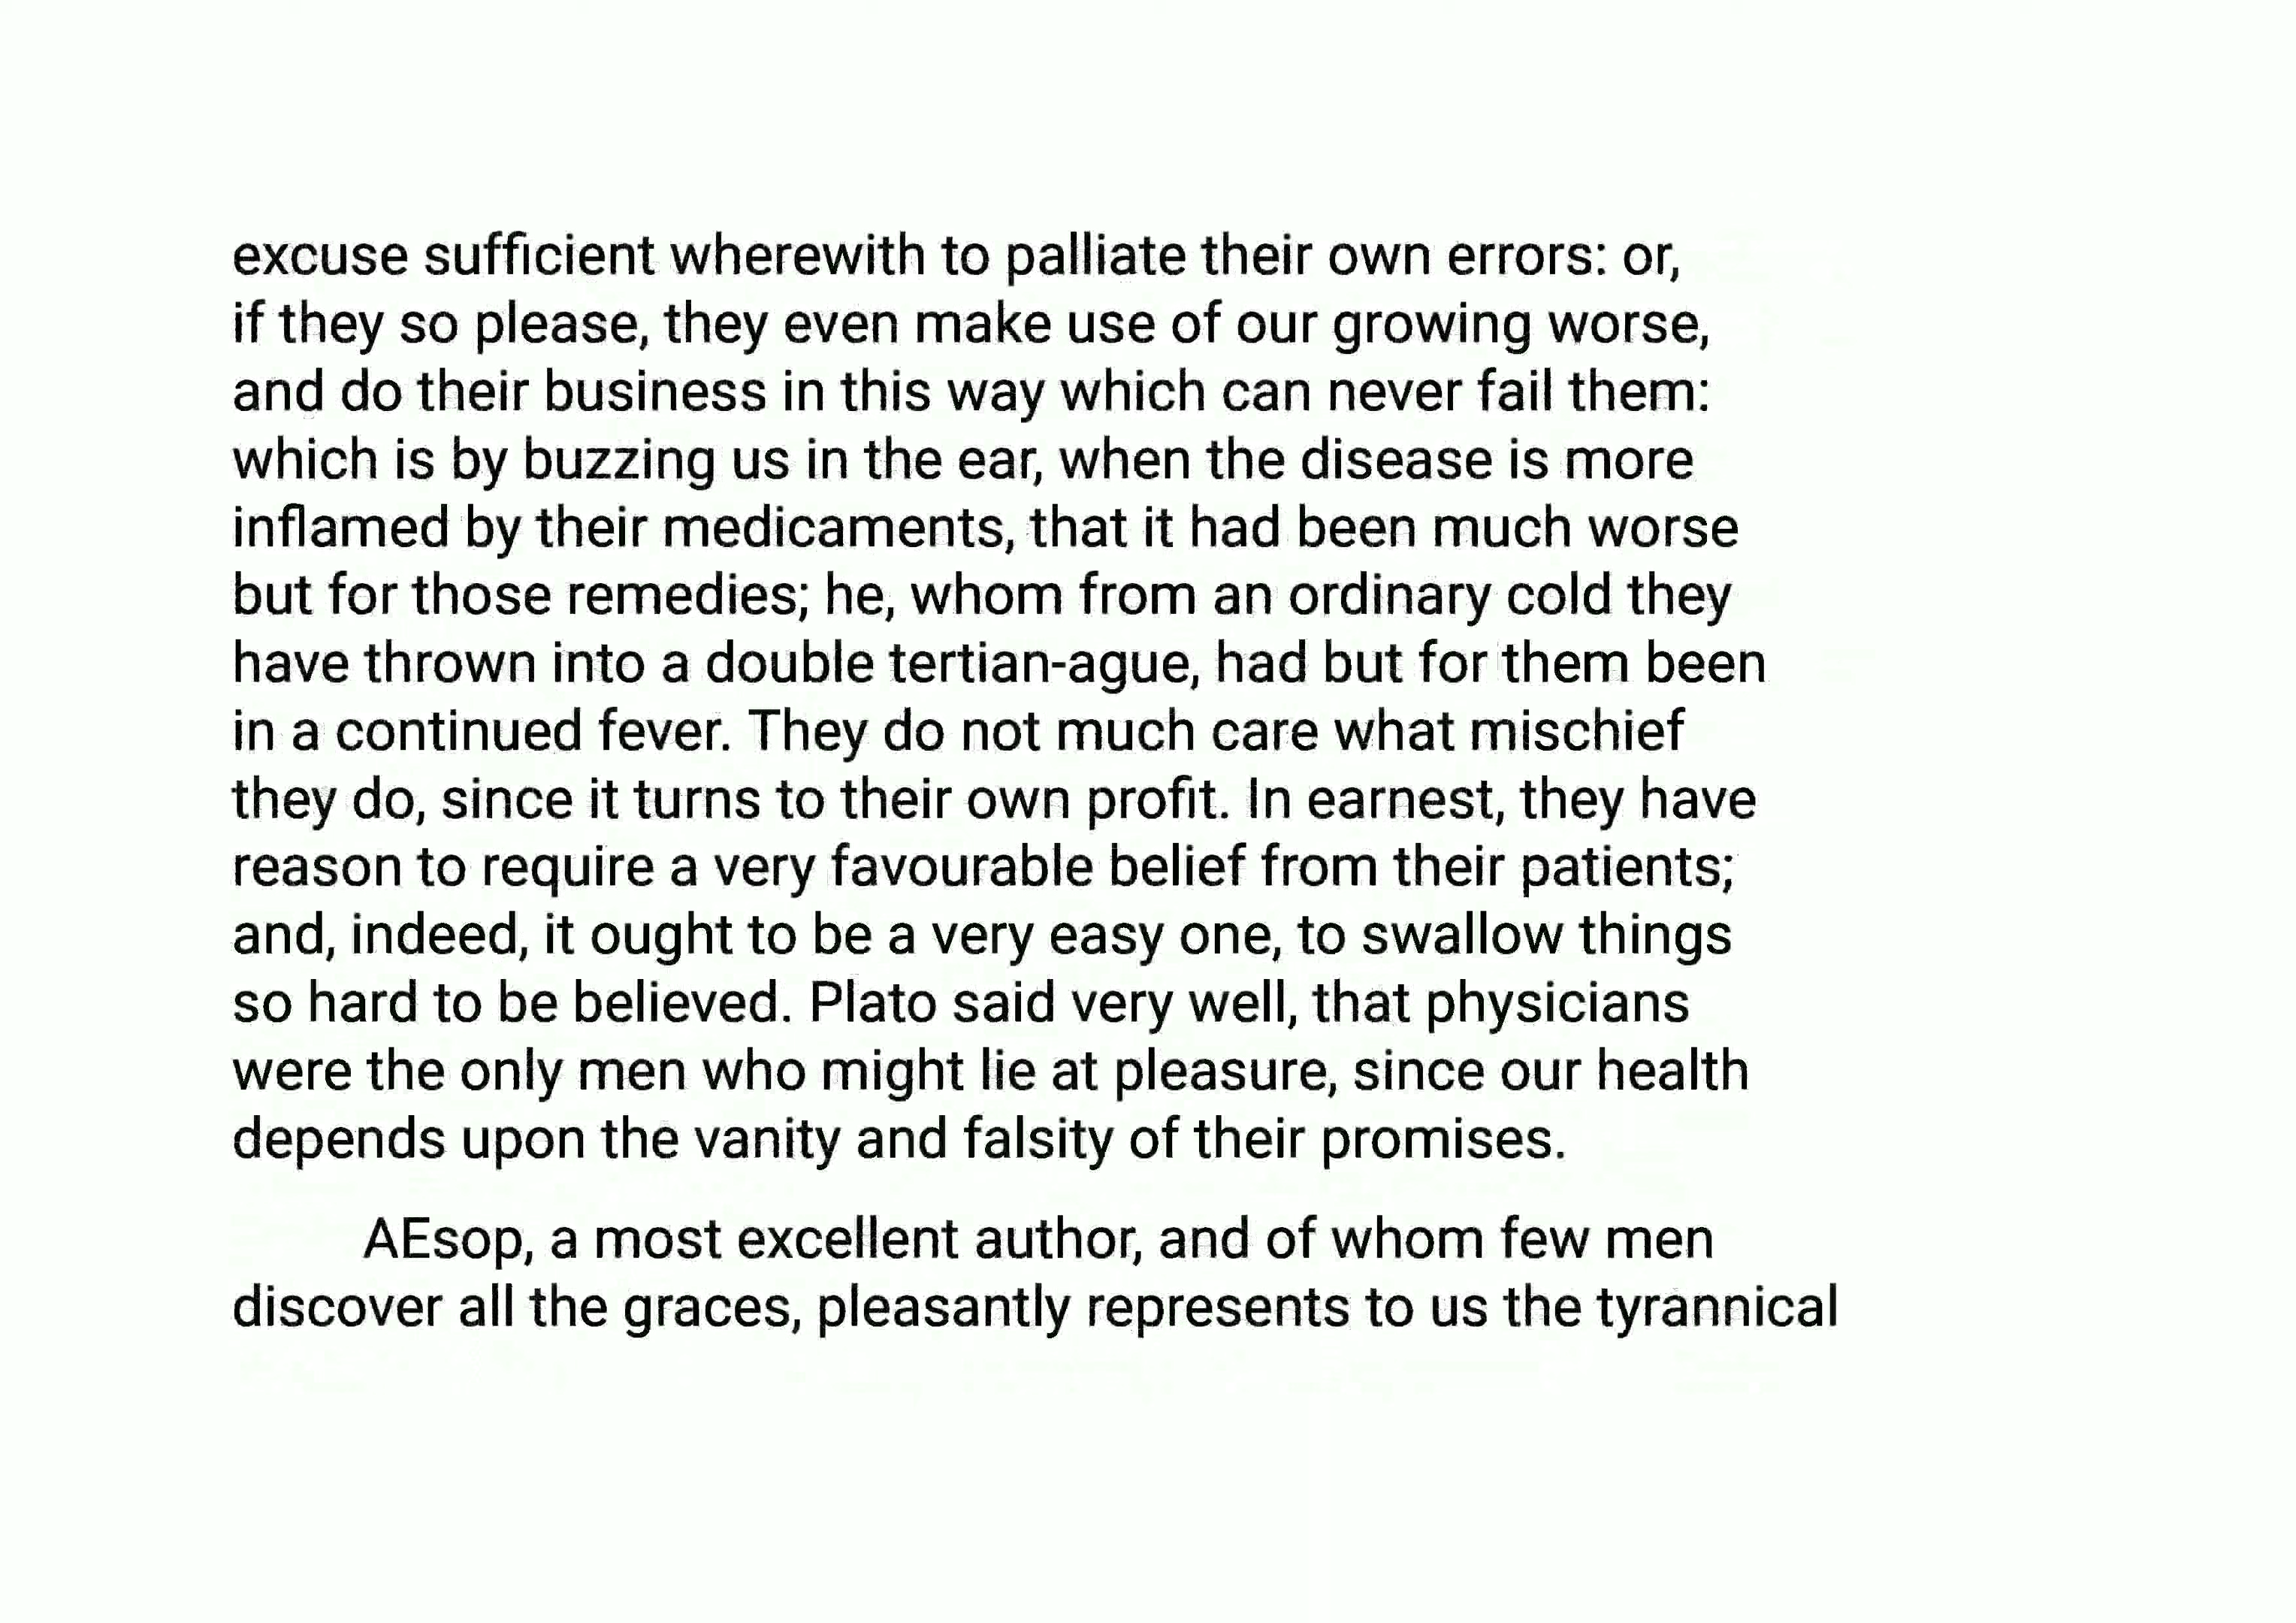 excuse sufficient wherewith to palliate their own errors: or,
if they so please, they even make use of our growing worse,
and do their business in this way which can never fail them:
which is by buzzing us in the ear, when the disease is more
inflamed by their medicaments, that it had been much worse
but for those remedies; he, whom from an ordinary cold they
have thrown into a double tertian-ague, had but for them been
in a continued fever. They do not much care what mischief
they do, since it turns to their own profit. In earnest, they have
reason to require a very favourable belief from their patients;
and, indeed, it ought to be a very easy one, to swallow things
so hard to be believed. Plato said very well, that physicians
were the only men who might lie at pleasure, since our health
depends upon the vanity and falsity of their promises.
AEsop, a most excellent author, and of whom few men
discover all the graces, pleasantly represents to us the tyrannical